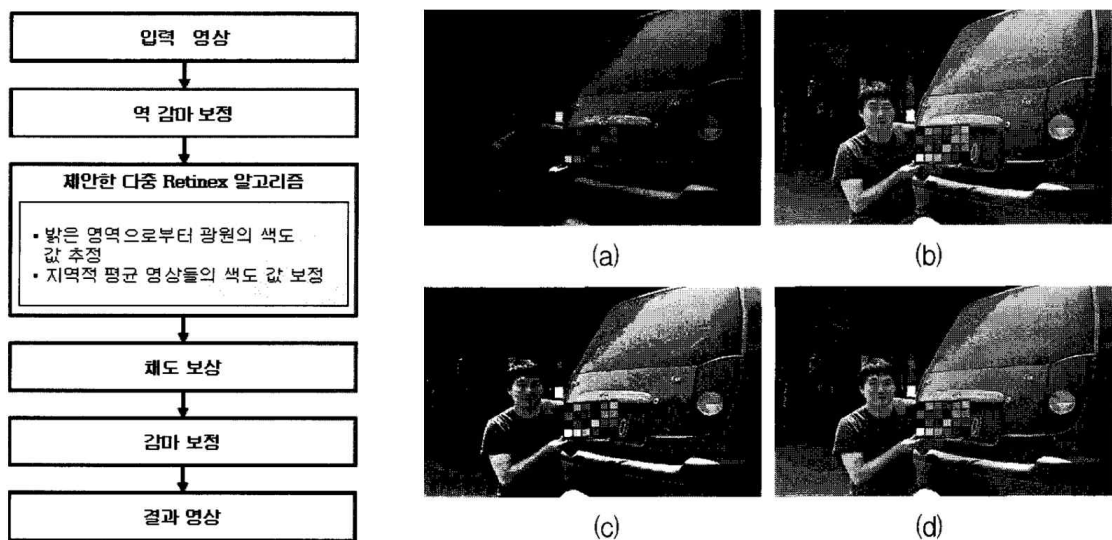 입력 영상
역 감마 보정
제안한 다중 Retinex 알고리즘
▪ 밝은 영역으로부터 광원의 색도
값 추정
▪ 지역적 평균 영상들의 색도 값 보정
채도 보상
감마 보정
결과 영상
(a)
(b)
(c)
(d)